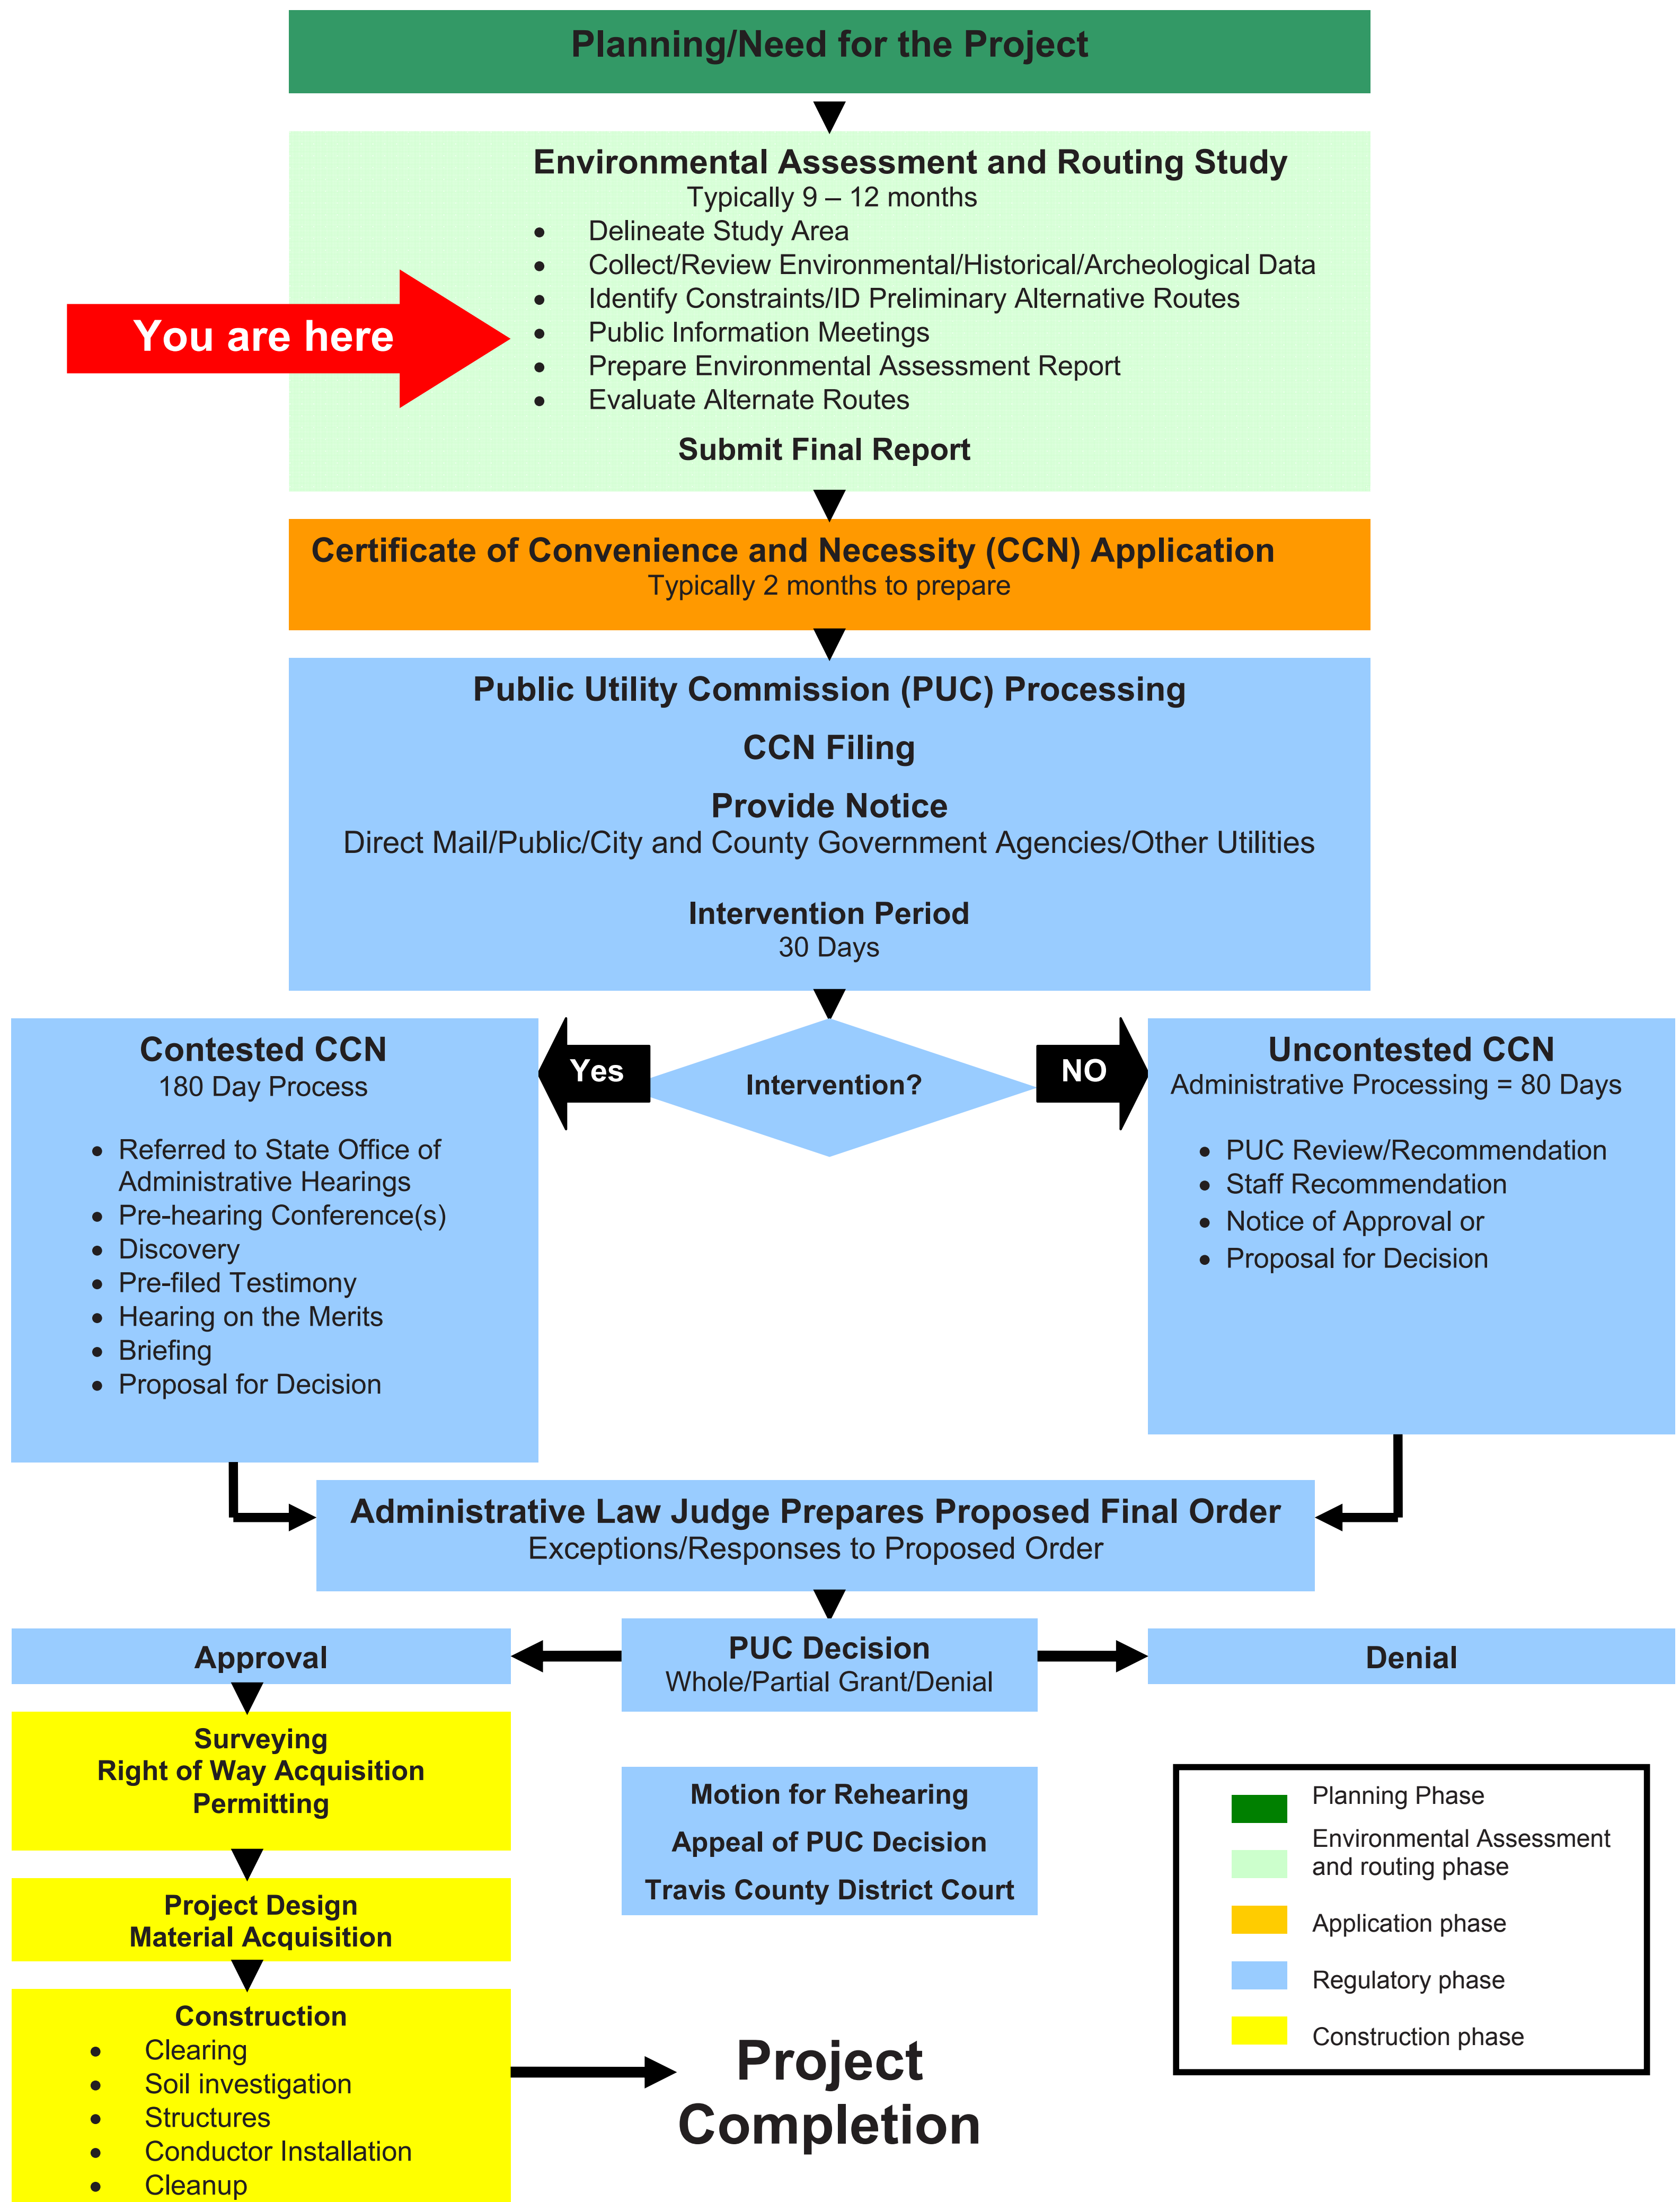 Planning/Need for the Project
Environmental Assessment and Routing Study
Typically 9 – 12 months
• Delineate Study Area
• Collect/Review Environmental/Historical/Archeological Data
• Identify Constraints/ID Preliminary Alternative Routes
• Public Information Meetings
• Prepare Environmental Assessment Report
• Evaluate Alternate Routes
Submit Final Report
You are here
Certificate of Convenience and Necessity (CCN) Application
Typically 2 months to prepare
Public Utility Commission (PUC) Processing
CCN Filing
Provide Notice
Direct Mail/Public/City and County Government Agencies/Other Utilities
Intervention Period
30 Days
Contested CCN
180 Day Process
• Referred to State Office of
Administrative Hearings
• Pre-hearing Conference(s)
• Discovery
• Pre-filed Testimony
• Hearing on the Merits
• Briefing
• Proposal for Decision
Yes
Intervention?
NO
Uncontested CCN
Administrative Processing = 80 Days
• PUC Review/Recommendation
• Staff Recommendation
• Notice of Approval or
• Proposal for Decision
Administrative Law Judge Prepares Proposed Final Order
Exceptions/Responses to Proposed Order
Approval
PUC Decision
Whole/Partial Grant/Denial
Denial
Surveying
Right of Way Acquisition
Permitting
Motion for Rehearing
Appeal of PUC Decision
Travis County District Court
Project Design
Material Acquisition
Construction
• Clearing
• Soil investigation
• Structures
• Conductor Installation
• Cleanup
Project
Completion
Planning Phase
Environmental Assessment
and routing phase
Application phase
Regulatory phase
Construction phase